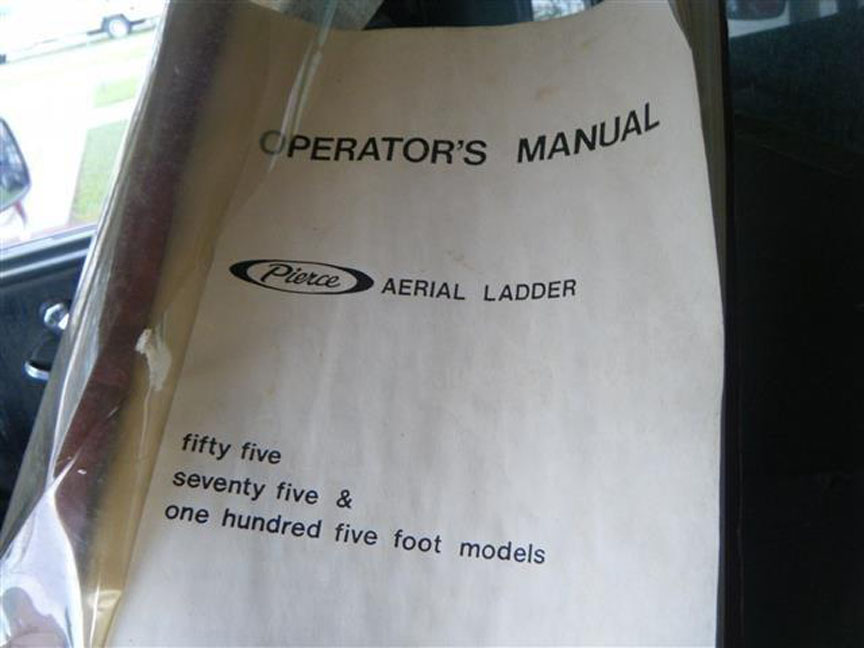 OPERATOR'S MANUAL
Pierce AERIAL LADDER
fifty five
seventy five &
one hundred five foot models